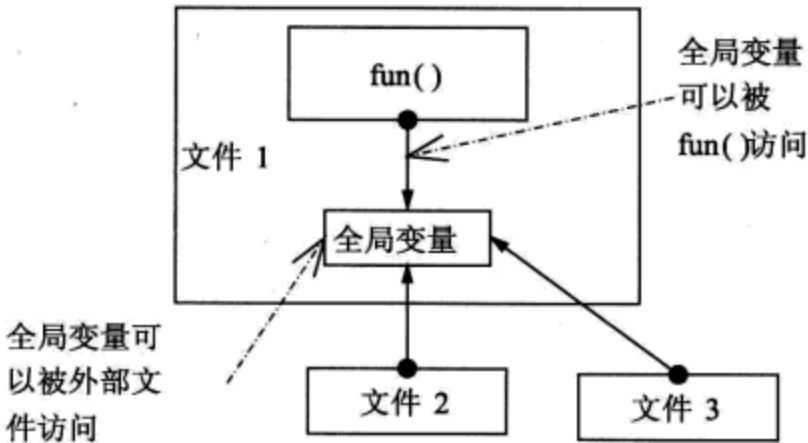 fun( )
全局变量
可以被
fun( )访问
文件 1
全局变量
全局变量可
以被外部文
件访问
文件 2
文件 3